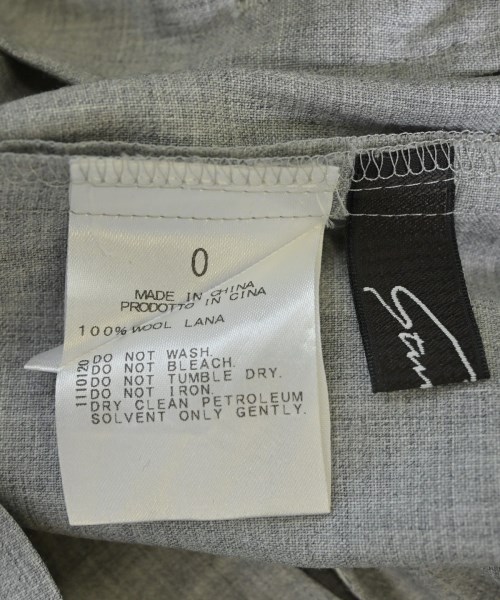 0
MADE IN CHINA
PRODOTTO IN CINA
100% WOOL LANA
DO NOT WASH.
DO NOT BLEACH.
DO NOT TUMBLE DRY.
DO NOT IRON.
DRY CLEAN PETROLEUM
SOLVENT ONLY GENTLY.
1110120